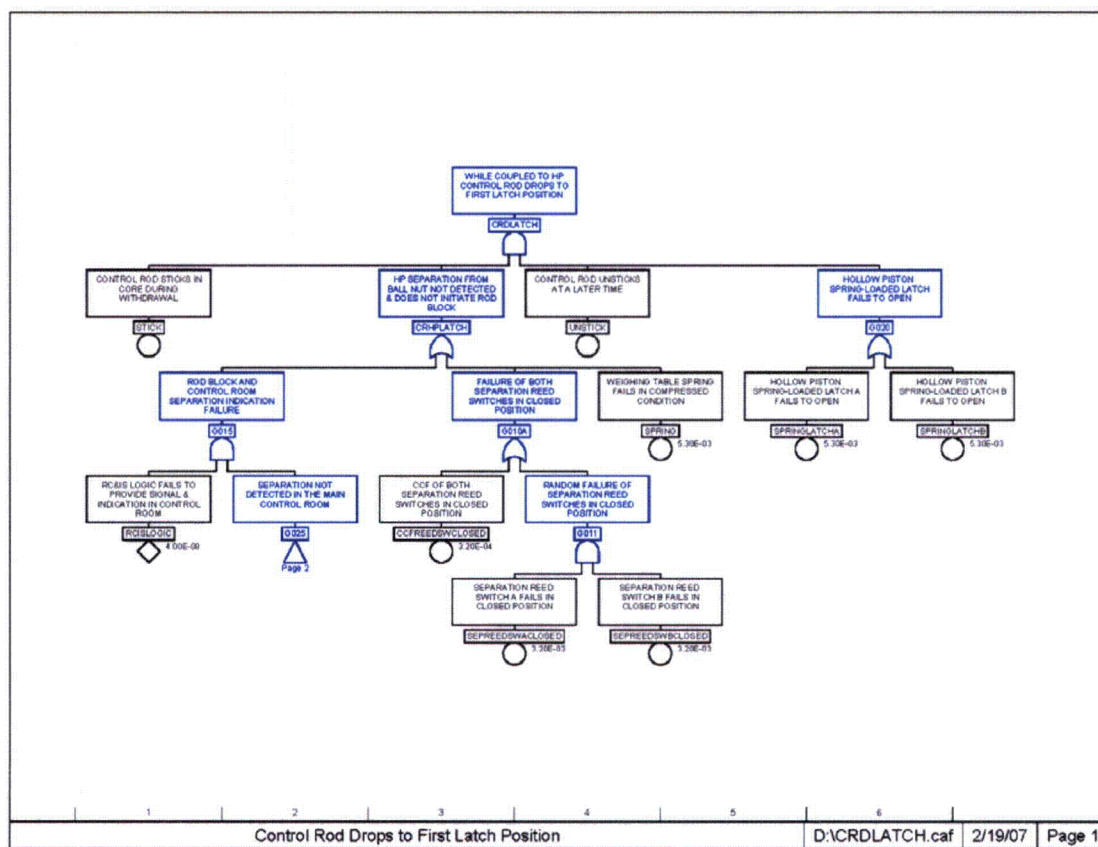 WHILE COUPLED TO HP
CONTROL ROD DROPS TO
FIRST LATCH POSITION
CRDLATCH
CONTROL ROD STICKS IN
CORE DURING
WITHDRAWAL
STICK
HP SEPARATION FROM
BALL NUT NOT DETECTED
& DOES NOT INITIATE ROD
BLOCK
CRHPLATCH
CONTROL ROD UNSTICKS
AT A LATER TIME
UNSTICK
HOLLOW PISTON
SPRING-LOADED LATCH
FAILS TO OPEN
G020
ROD BLOCK AND
CONTROL ROOM
SEPARATION INDICATION
FAILURE
G015
FAILURE OF BOTH
SEPARATION REED
SWITCHES IN CLOSED
POSITION
G010A
WEIGHING TABLE SPRING
FAILS IN COMPRESSED
CONDITION
SPRING
5.30E-03
HOLLOW PISTON
SPRING-LOADED LATCH A
FAILS TO OPEN
SPRINGLATCHA
5.30E-03
HOLLOW PISTON
SPRING-LOADED LATCH B
FAILS TO OPEN
SPRINGLATCHB
5.30E-03
RC&IS LOGIC FAILS TO
PROVIDE SIGNAL &
INDICATION IN CONTROL
ROOM
RCISLOGIC
SEPARATION NOT
DETECTED IN THE MAIN
CONTROL ROOM
G025
Page 2
CCF OF BOTH
SEPARATION REED
SWITCHES IN CLOSED
POSITION
CCFREEDSWCLOSED
3.20E-04
RANDOM FAILURE OF
SEPARATION REED
SWITCHES IN CLOSED
POSITION
G011
SEPARATION REED
SWITCH A FAILS IN
CLOSED POSITION
SEPREEDSWACLOSED
3.20E-03
SEPARATION REED
SWITCH B FAILS IN
CLOSED POSITION
SEPREEDSWBCLOSED
3.20E-03
1 2 3 4 5 6
Control Rod Drops to First Latch Position D:\CRDLATCH.caf 2/19/07 Page 1